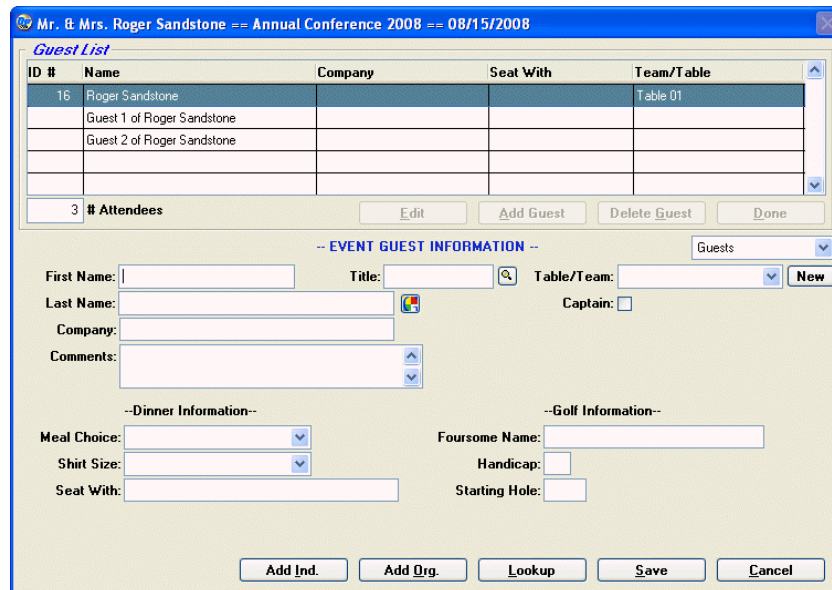 Mr. & Mrs. Roger Sandstone == Annual Conference 2008 == 08/15/2008
Guest List
ID # Name Company Seat With Team/Table
16 Roger Sandstone Table 01
Guest 1 of Roger Sandstone
Guest 2 of Roger Sandstone
3 # Attendees Edit Add Guest Delete Guest Done
-- EVENT GUEST INFORMATION -- Guests
First Name: Title: Table/Team: New
Last Name: Captain:
Company:
Comments:
--Dinner Information-- --Golf Information--
Meal Choice: Foursome Name:
Shirt Size: Handicap:
Seat With: Starting Hole:
Add Ind. Add Org. Lookup Save Cancel